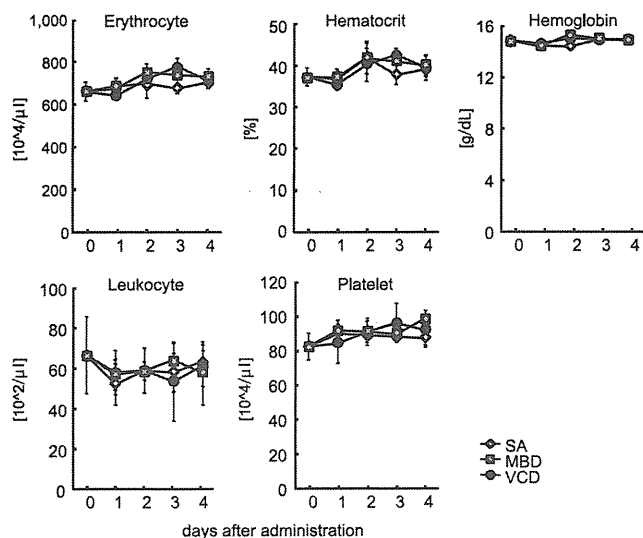 Erythrocyte
1,000
800
600
400
200
0
[10^4/μl]
0 1 2 3 4
Hematocrit
50
40
30
20
10
0
[%]
0 1 2 3 4
Hemoglobin
16
12
8
4
0
[g/dL]
0 1 2 3 4
Leukocyte
100
80
60
40
20
0
[10^2/μl]
0 1 2 3 4
Platelet
120
100
80
60
40
20
0
[10^4/μl]
0 1 2 3 4
SA
MBD
VCD
days after administration